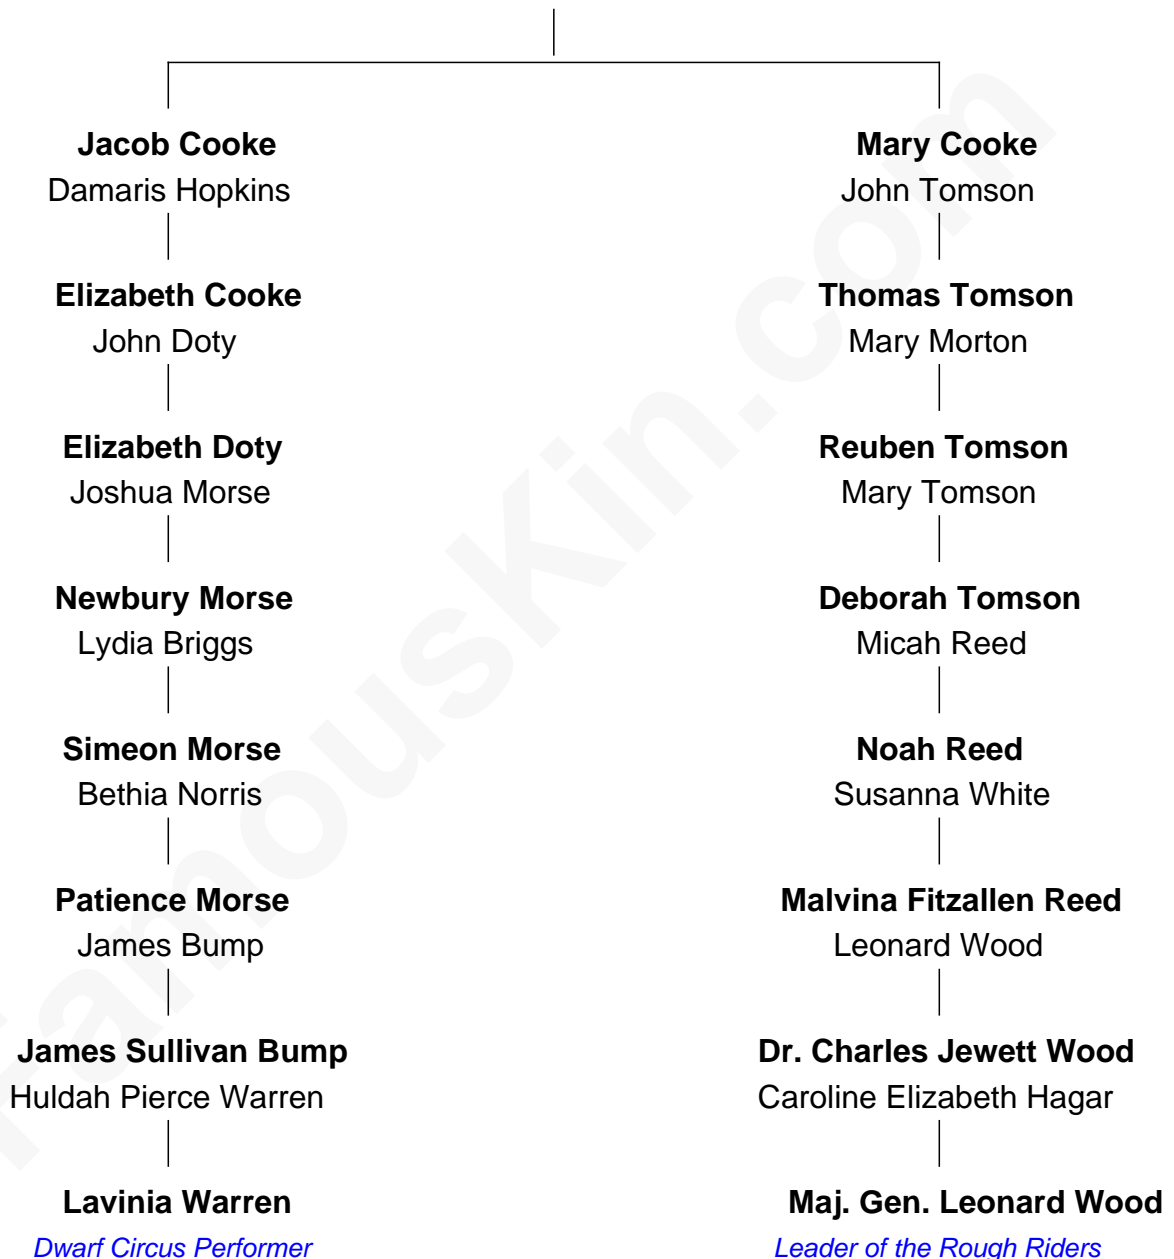 Jacob Cooke
Damaris Hopkins
Elizabeth Cooke
John Doty
Elizabeth Doty
Joshua Morse
Newbury Morse
Lydia Briggs
Simeon Morse
Bethia Norris
Patience Morse
James Bump
James Sullivan Bump
Huldah Pierce Warren
Lavinia Warren
Dwarf Circus Performer
Mary Cooke
John Tomson
Thomas Tomson
Mary Morton
Reuben Tomson
Mary Tomson
Deborah Tomson
Micah Reed
Noah Reed
Susanna White
Malvina Fitzallen Reed
Leonard Wood
Dr. Charles Jewett Wood
Caroline Elizabeth Hagar
Maj. Gen. Leonard Wood
Leader of the Rough Riders
FamousKin.com